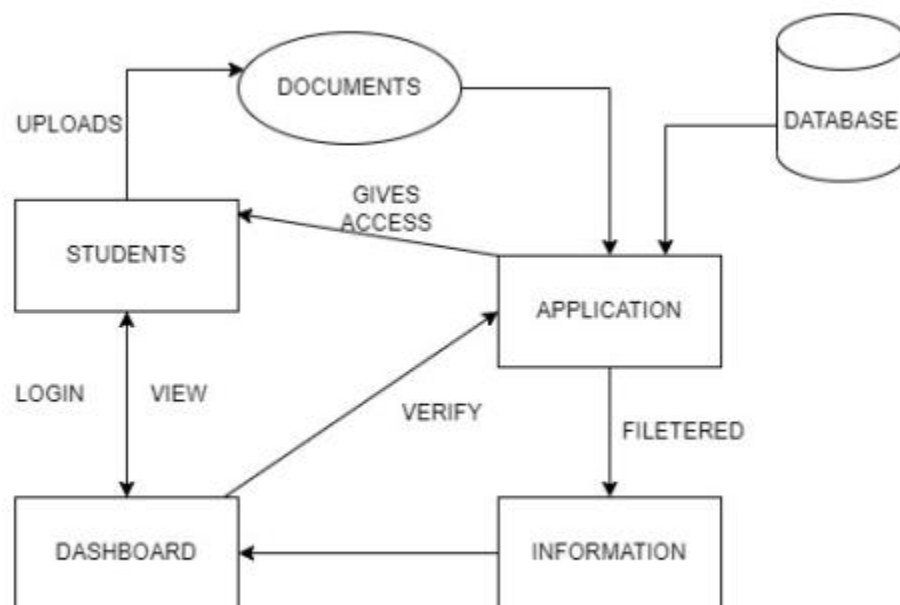 DOCUMENTS
DATABASE
UPLOADS
GIVES
ACCESS
STUDENTS
APPLICATION
LOGIN
VIEW
VERIFY
FILETERED
DASHBOARD
INFORMATION